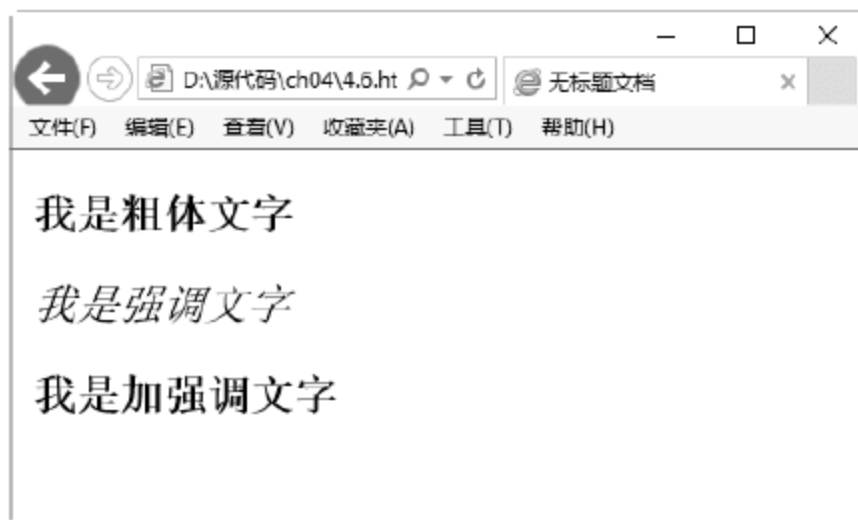 D:\源代码\ch04\4.6.ht
无标题文档
文件(F) 编辑(E) 查看(V) 收藏夹(A) 工具(T) 帮助(H)
我是粗体文字
我是强调文字
我是加强调文字